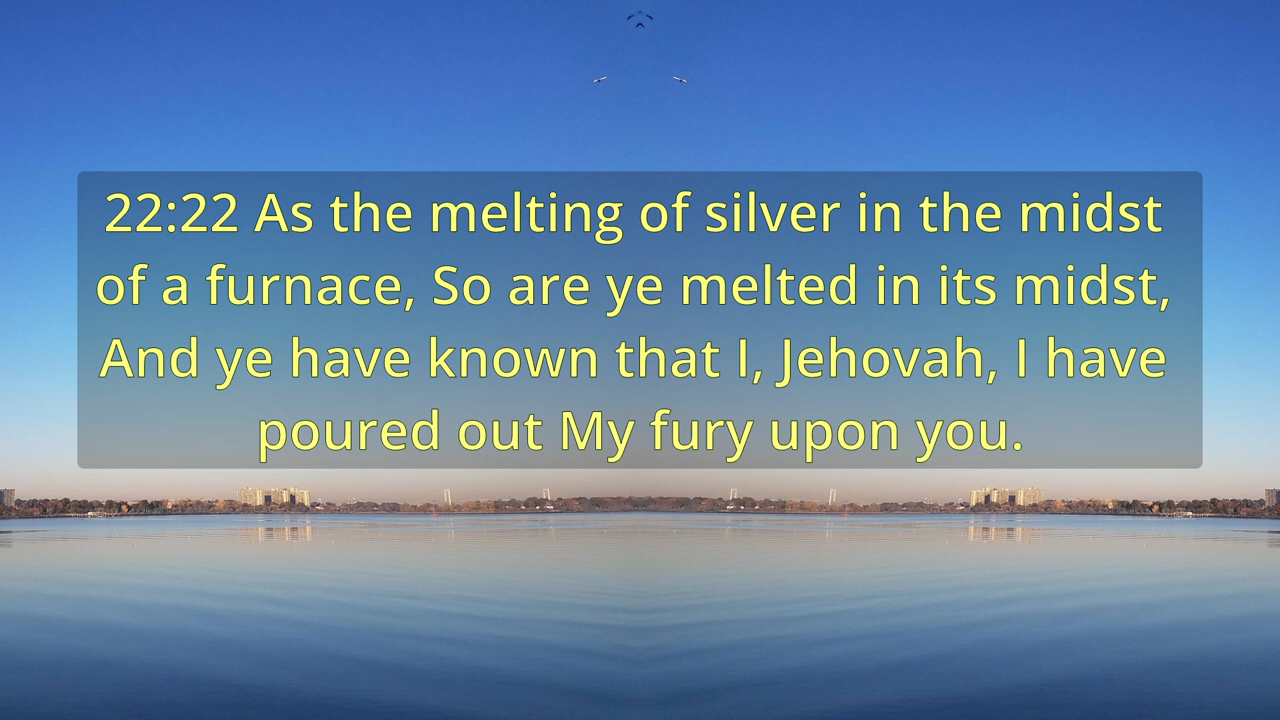 22:22 As the melting of silver in the midst
of a furnace, So are ye melted in its midst,
And ye have known that I, Jehovah, I have
poured out My fury upon you.